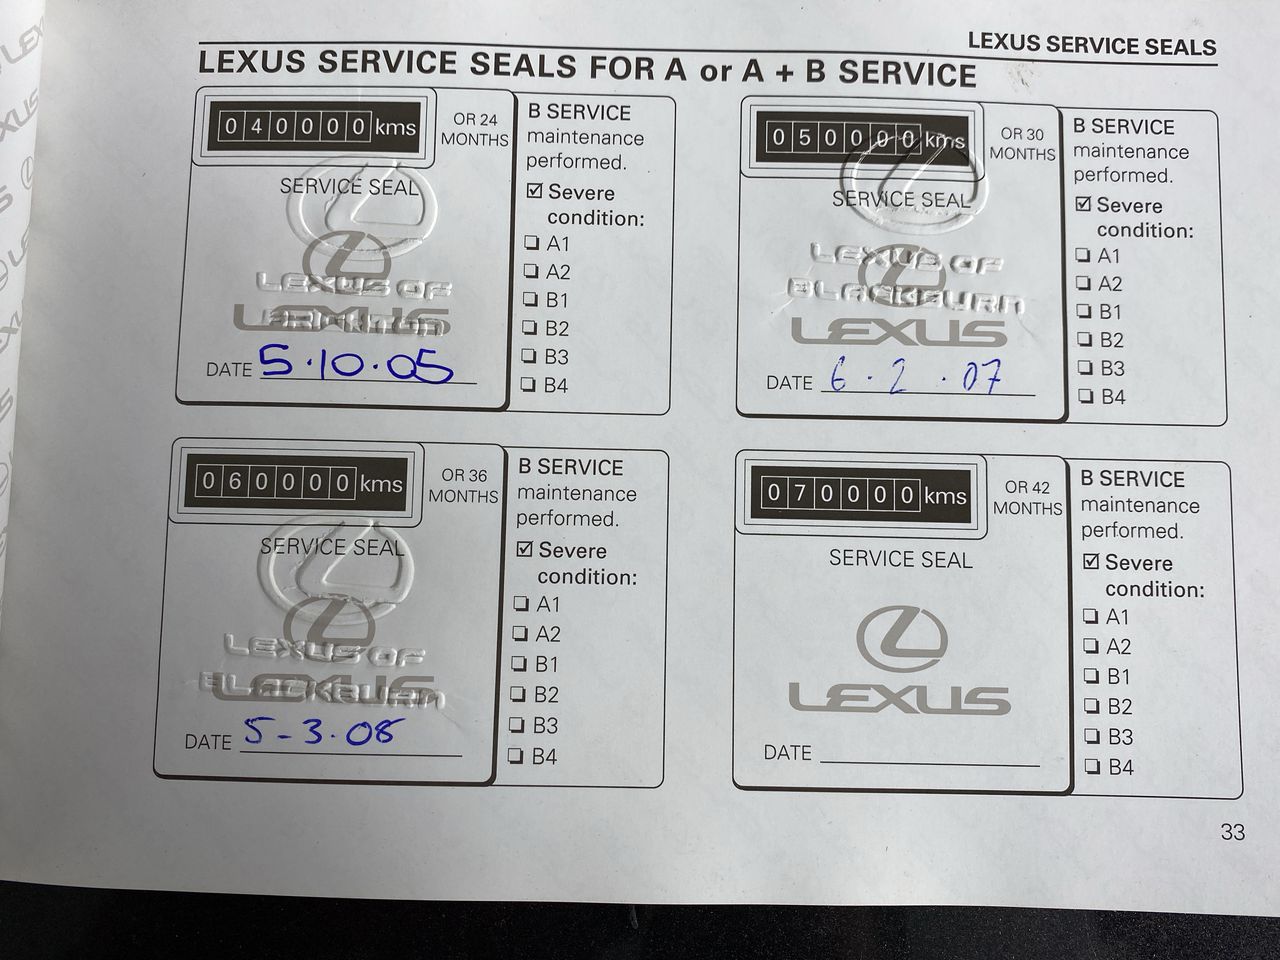 LEXUS SERVICE SEALS
LEXUS SERVICE SEALS FOR A or A + B SERVICE
040000 kms
OR 24
MONTHS
SERVICE SEAL
LEXUS OF
BRIGHTON
LEXUS
DATE 5.10.05
B SERVICE
maintenance
performed.
☑ Severe
condition:
❏ A1
❏ A2
❏ B1
❏ B2
❏ B3
❏ B4
050000 kms
OR 30
MONTHS
SERVICE SEAL
LEXUS OF
BLACKBURN
LEXUS
DATE 6.2.07
B SERVICE
maintenance
performed.
☑ Severe
condition:
❏ A1
❏ A2
❏ B1
❏ B2
❏ B3
❏ B4
060000 kms
OR 36
MONTHS
SERVICE SEAL
LEXUS OF
BLACKBURN
LEXUS
DATE 5-3.08
B SERVICE
maintenance
performed.
☑ Severe
condition:
❏ A1
❏ A2
❏ B1
❏ B2
❏ B3
❏ B4
070000 kms
OR 42
MONTHS
SERVICE SEAL
LEXUS
DATE
B SERVICE
maintenance
performed.
☑ Severe
condition:
❏ A1
❏ A2
❏ B1
❏ B2
❏ B3
❏ B4
33